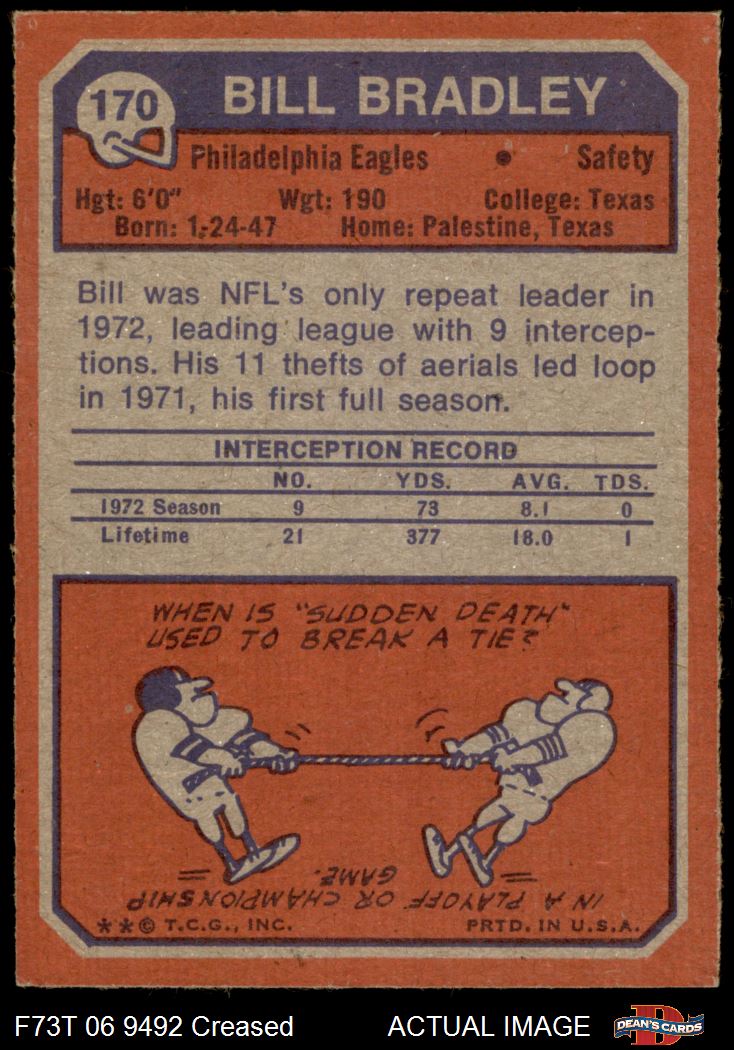 170
BILL BRADLEY
Philadelphia Eagles • Safety
Hgt: 6'0" Wgt: 190 College: Texas
Born: 1-24-47 Home: Palestine, Texas
Bill was NFL's only repeat leader in
1972, leading league with 9 intercep-
tions. His 11 thefts of aerials led loop
in 1971, his first full season.
INTERCEPTION RECORD
NO. YDS. AVG. TDS.
1972 Season 9 73 8.1 0
Lifetime 21 377 18.0 1
WHEN IS "SUDDEN DEATH"
USED TO BREAK A TIE?
IN A PLAYOFF OR CHAMPIONSHIP
GAME.
**© T.C.G., INC. PRTD. IN U.S.A.
F73T 06 9492 Creased ACTUAL IMAGE
D
DEAN'S CARDS